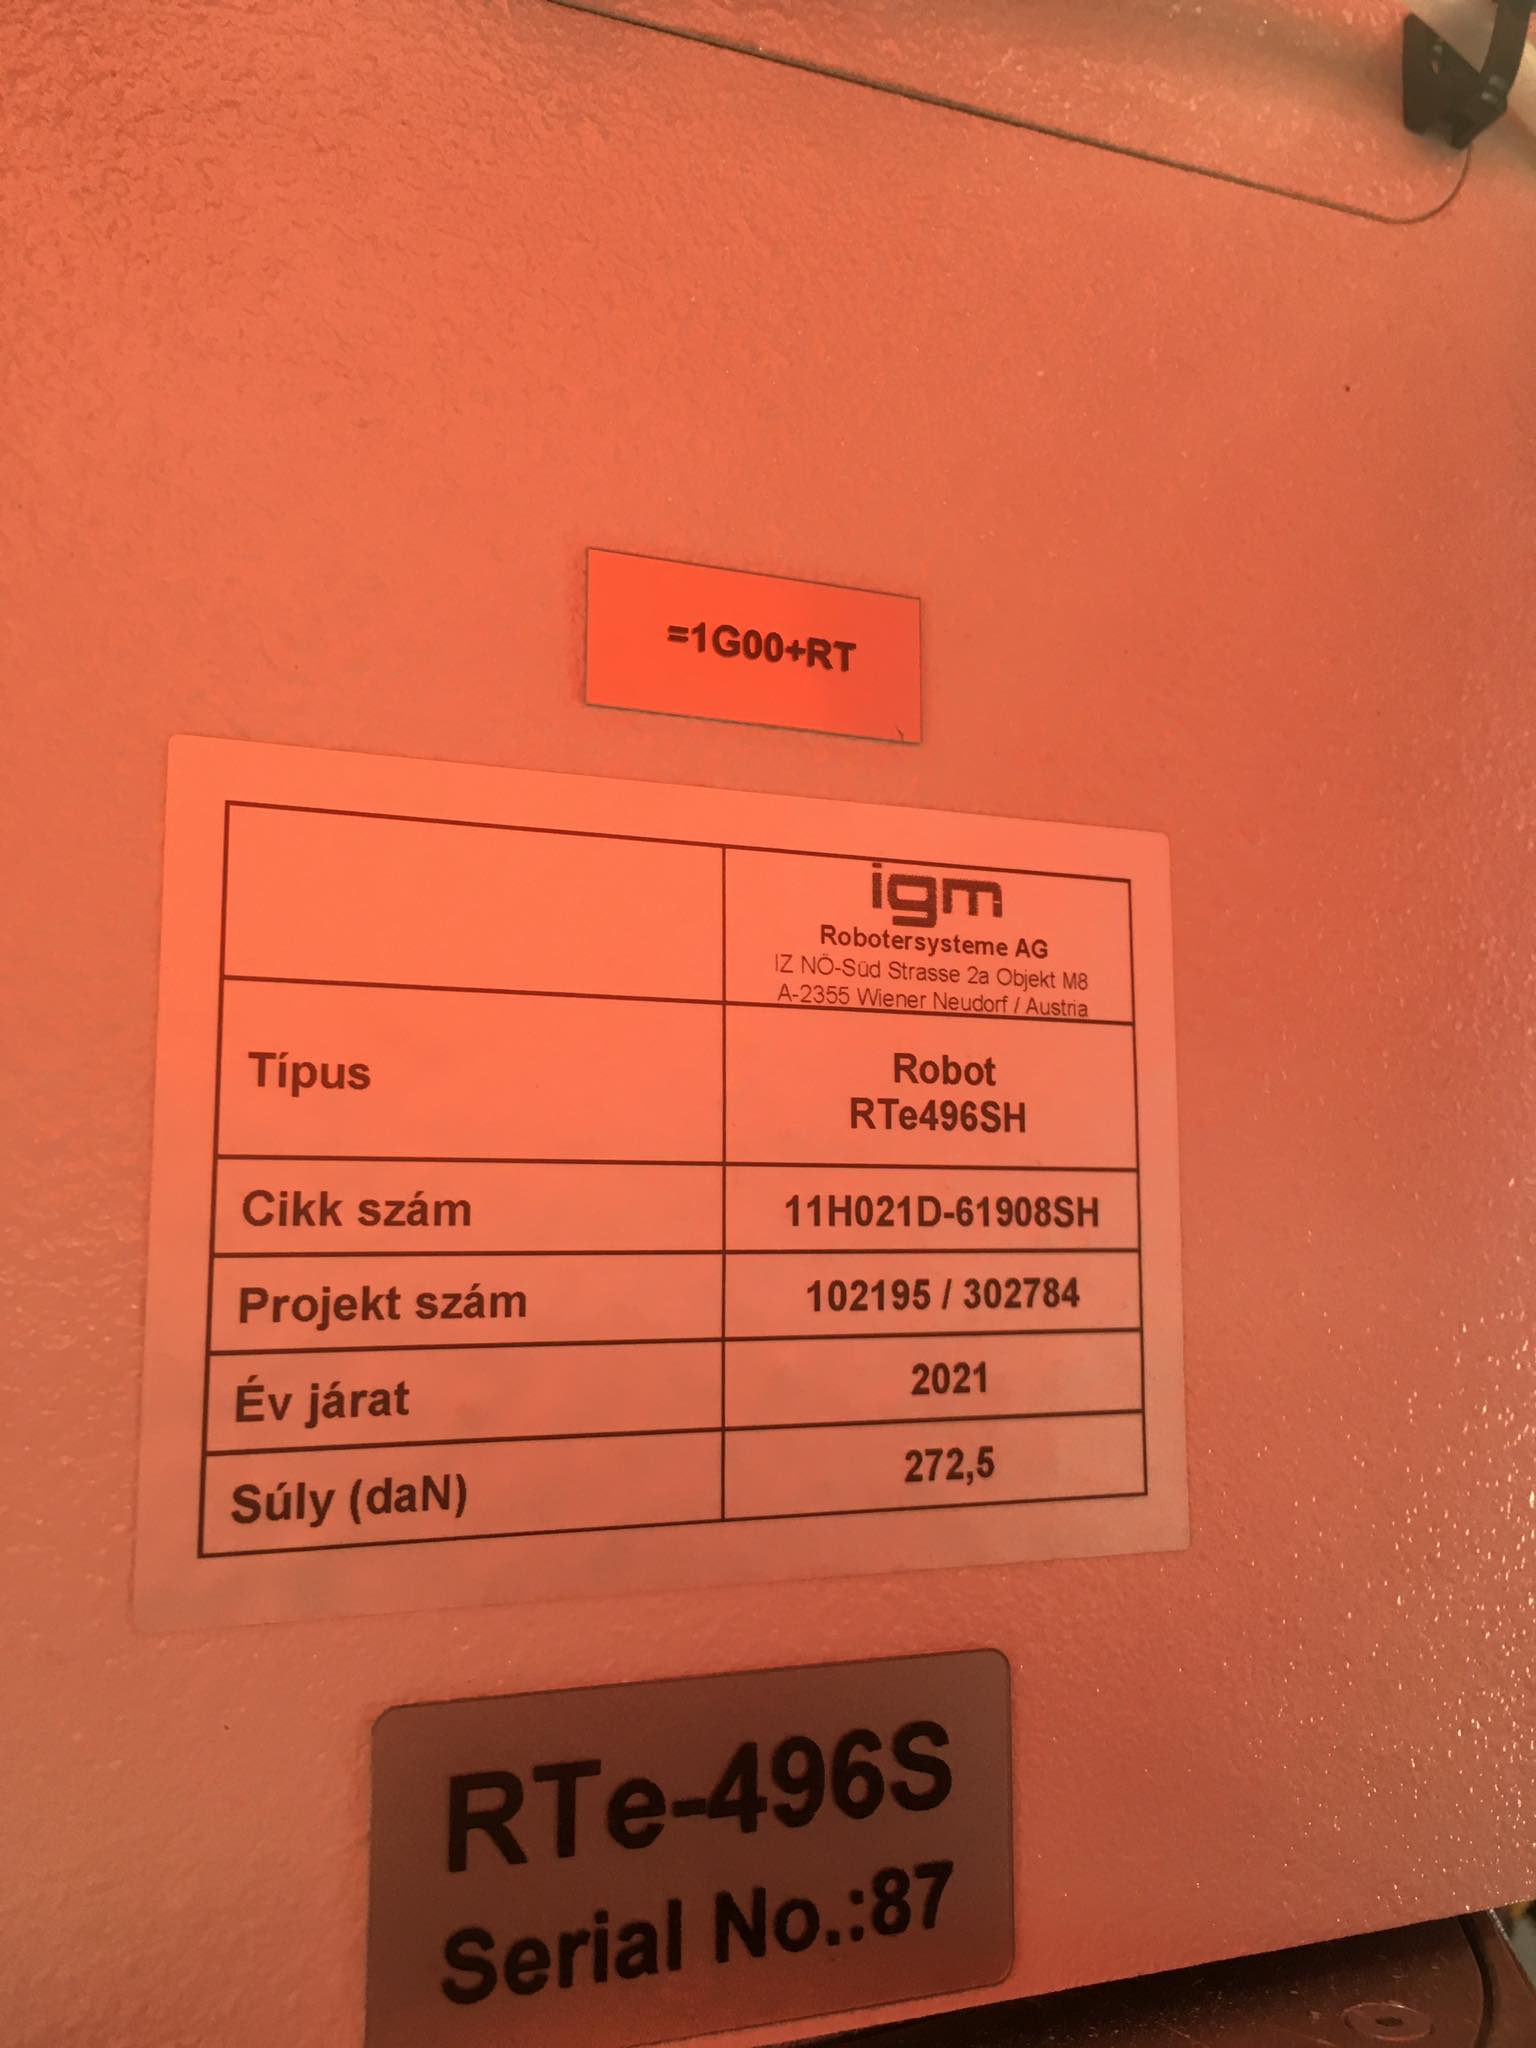 =1G00+RT
igm
Robotersysteme AG
IZ NÖ-Süd Strasse 2a Objekt M8
A-2355 Wiener Neudorf / Austria
Típus
Robot
RTe496SH
Cikk szám
11H021D-61908SH
Projekt szám
102195 / 302784
Év járat
2021
Súly (daN)
272,5
RTe-496S
Serial No.:87